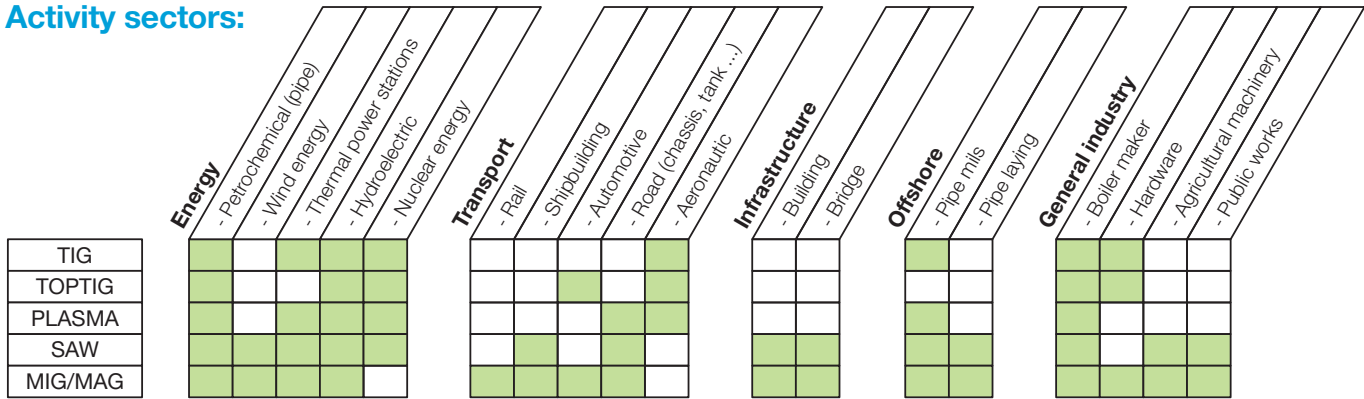 Activity sectors:
Energy
- Petrochemical (pipe)
- Wind energy
- Thermal power stations
- Hydroelectric
- Nuclear energy
Transport
- Rail
- Shipbuilding
- Automotive
- Road (chassis, tank ...)
- Aeronautic
Infrastructure
- Building
- Bridge
Offshore
- Pipe mils
- Pipe laying
General industry
- Boiler maker
- Hardware
- Agricultural machinery
- Public works
TIG
TOPTIG
PLASMA
SAW
MIG/MAG